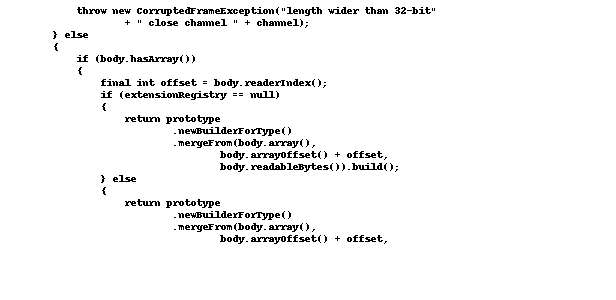 throw new CorruptedFrameException("length wider than 32-bit"
+ " close channel " + channel);
} else
{
if (body.hasArray())
{
final int offset = body.readerIndex();
if (extensionRegistry == null)
{
return prototype
.newBuilderForType()
.mergeFrom(body.array(),
body.arrayOffset() + offset,
body.readableBytes()).build();
} else
{
return prototype
.newBuilderForType()
.mergeFrom(body.array(),
body.arrayOffset() + offset,